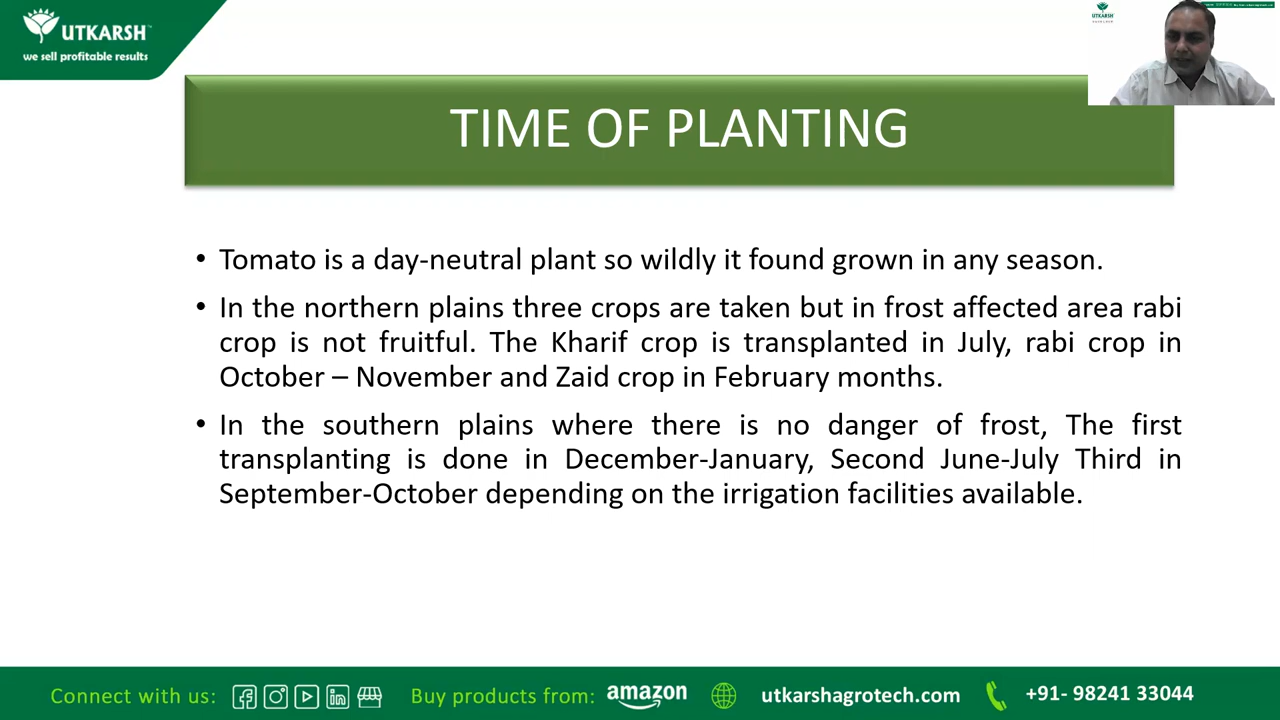 UTKARSH
we sell profitable results
UTKARSH
TIME OF PLANTING
• Tomato is a day-neutral plant so wildly it found grown in any season.
• In the northern plains three crops are taken but in frost affected area rabi
crop is not fruitful. The Kharif crop is transplanted in July, rabi crop in
October – November and Zaid crop in February months.
• In the southern plains where there is no danger of frost, The first
transplanting is done in December-January, Second June-July Third in
September-October depending on the irrigation facilities available.
Connect with us: Buy products from: amazon utkarshagrotech.com +91- 98241 33044